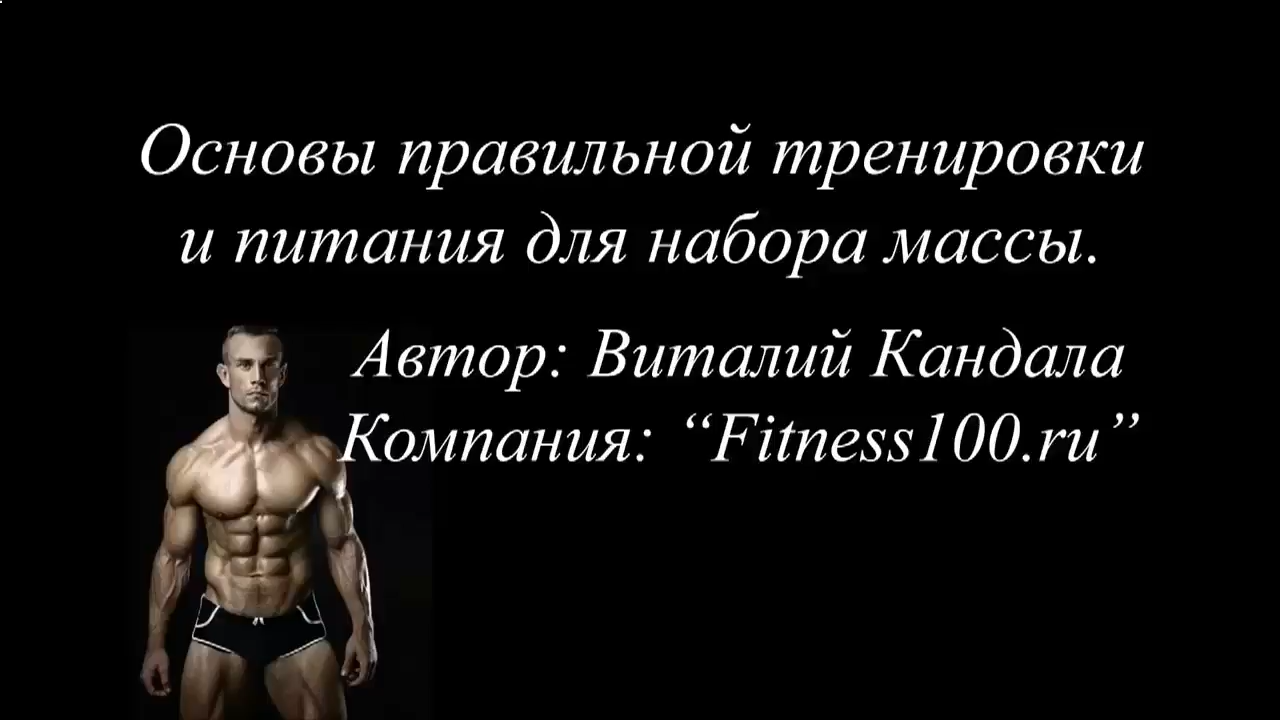 Основы правильной тренировки
и питания для набора массы.
Автор: Виталий Кандала
Компания: “Fitness100.ru”